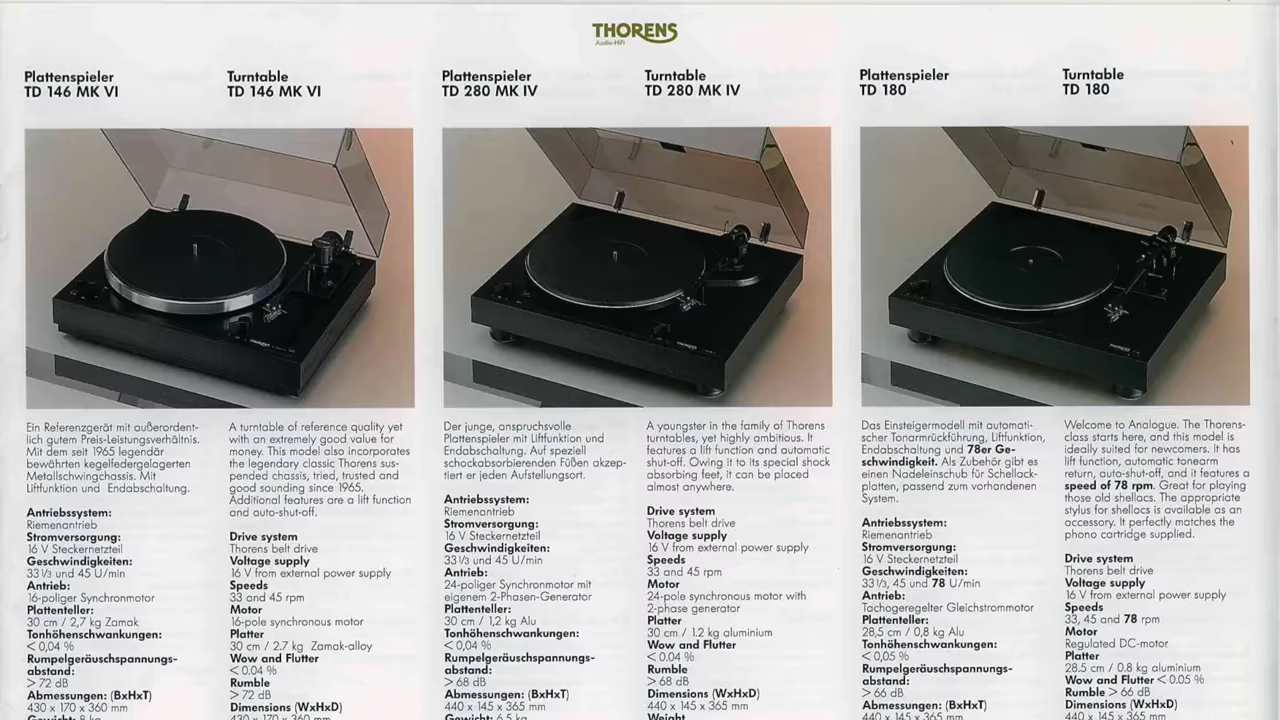 THORENS
Audio-HiFi
Plattenspieler
TD 146 MK VI
Turntable
TD 146 MK VI
Plattenspieler
TD 280 MK IV
Turntable
TD 280 MK IV
Plattenspieler
TD 180
Turntable
TD 180
Ein Referenzgerät mit außerordent-
lich gutem Preis-Leistungsverhältnis.
Mit dem seit 1965 legendär
bewährten kegelfedergelagerten
Metallschwingchassis. Mit
Liftfunktion und Endabschaltung.
Antriebssystem:
Riemenantrieb
Stromversorgung:
16 V Steckernetzteil
Geschwindigkeiten:
33 1/3 und 45 U/min
Antrieb:
16-poliger Synchronmotor
Plattenteller:
30 cm / 2,7 kg Zamak
Tonhöhenschwankungen:
< 0,04 %
Rumpelgeräuschspannungs-
abstand:
> 72 dB
Abmessungen: (BxHxT)
430 x 170 x 360 mm
Gewicht: 8 kg
A turntable of reference quality yet
with an extremely good value for
money. This model also incorporates
the legendary classic Thorens sus-
pended chassis, tried, trusted and
good sounding since 1965.
Additional features are a lift function
and auto-shut-off.
Drive system
Thorens belt drive
Voltage supply
16 V from external power supply
Speeds
33 and 45 rpm
Motor
16-pole synchronous motor
Platter
30 cm / 2.7 kg Zamak-alloy
Wow and Flutter
< 0.04 %
Rumble
> 72 dB
Dimensions (WxHxD)
430 x 170 x 360 mm
Der junge, anspruchsvolle
Plattenspieler mit Liftfunktion und
Endabschaltung. Auf speziell
schockabsorbierenden Füßen akzep-
tiert er jeden Aufstellungsort.
Antriebssystem:
Riemenantrieb
Stromversorgung:
16 V Steckernetzteil
Geschwindigkeiten:
33 1/3 und 45 U/min
Antrieb:
24-poliger Synchronmotor mit
eigenem 2-Phasen-Generator
Plattenteller:
30 cm / 1,2 kg Alu
Tonhöhenschwankungen:
< 0,04 %
Rumpelgeräuschspannungs-
abstand:
> 68 dB
Abmessungen: (BxHxT)
440 x 145 x 365 mm
Gewicht: 6,5 kg
A youngster in the family of Thorens
turntables, yet highly ambitious. It
features a lift function and automatic
shut-off. Owing it to its special shock
absorbing feet, it can be placed
almost anywhere.
Drive system
Thorens belt drive
Voltage supply
16 V from external power supply
Speeds
33 and 45 rpm
Motor
24-pole synchronous motor with
2-phase generator
Platter
30 cm / 1.2 kg aluminium
Wow and Flutter
< 0.04 %
Rumble
> 68 dB
Dimensions (WxHxD)
440 x 145 x 365 mm
Weight
Das Einsteigermodell mit automati-
scher Tonarmrückführung, Liftfunktion,
Endabschaltung und 78er Ge-
schwindigkeit. Als Zubehör gibt es
einen Nadeleinschub für Schellack-
platten, passend zum vorhandenen
System.
Antriebssystem:
Riemenantrieb
Stromversorgung:
16 V Steckernetzteil
Geschwindigkeiten:
33 1/3, 45 und 78 U/min
Antrieb:
Tachogeregelter Gleichstrommotor
Plattenteller:
28,5 cm / 0,8 kg Alu
Tonhöhenschwankungen:
< 0,05 %
Rumpelgeräuschspannungs-
abstand:
> 66 dB
Abmessungen: (BxHxT)
440 x 145 x 365 mm
Welcome to Analogue. The Thorens-
class starts here, and this model is
ideally suited for newcomers. It has
lift function, automatic tonearm
return, auto-shut-off, and it features a
speed of 78 rpm. Great for playing
those old shellacs. The appropriate
stylus for shellacs is available as an
accessory. It perfectly matches the
phono cartridge supplied.
Drive system
Thorens belt drive
Voltage supply
16 V from external power supply
Speeds
33, 45 and 78 rpm
Motor
Regulated DC-motor
Platter
28.5 cm / 0.8 kg aluminium
Wow and Flutter < 0.05 %
Rumble > 66 dB
Dimensions (WxHxD)
440 x 145 x 365 mm